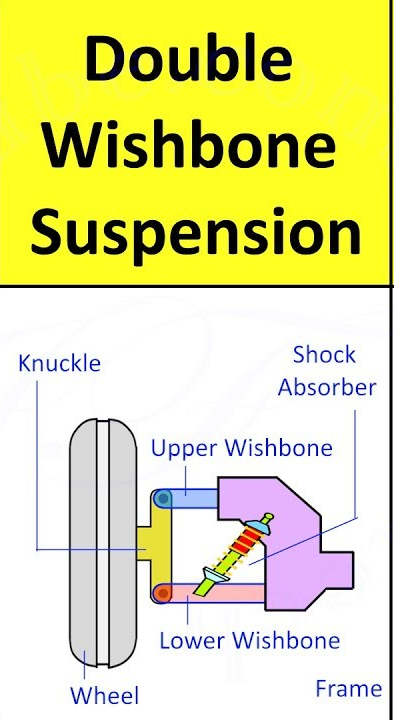 Double
Wishbone
Suspension
Knuckle
Shock
Absorber
Upper Wishbone
Lower Wishbone
Wheel
Frame